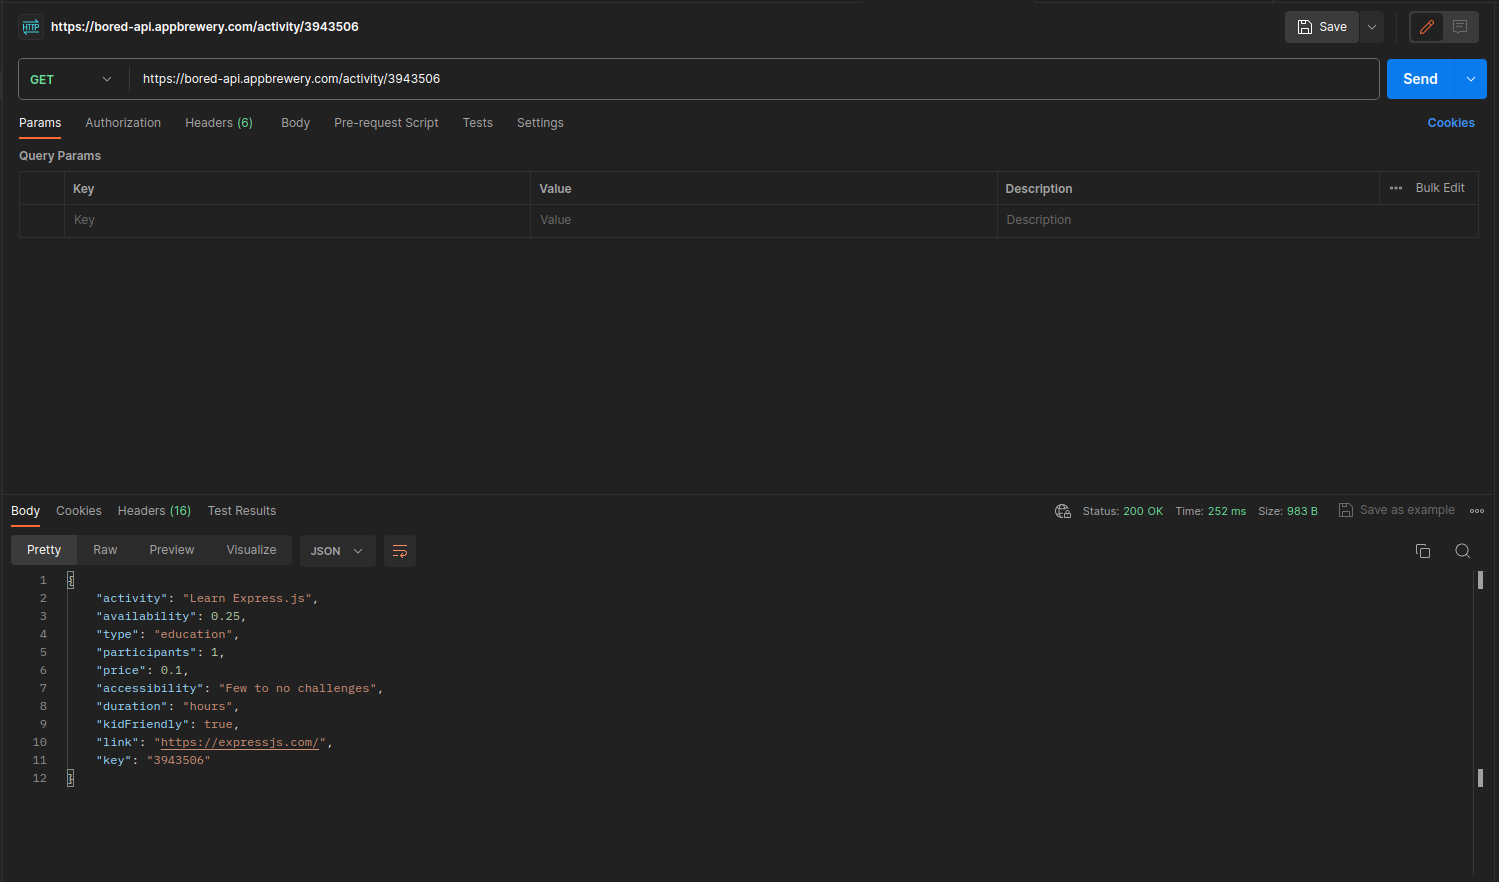 HTTP https://bored-api.appbrewery.com/activity/3943506 Save
GET https://bored-api.appbrewery.com/activity/3943506 Send
Params Authorization Headers (6) Body Pre-request Script Tests Settings Cookies
Query Params
Key Value Description Bulk Edit
Key Value Description
Body Cookies Headers (16) Test Results Status: 200 OK Time: 252 ms Size: 983 B Save as example
Pretty Raw Preview Visualize JSON
1 {
2 "activity": "Learn Express.js",
3 "availability": 0.25,
4 "type": "education",
5 "participants": 1,
6 "price": 0.1,
7 "accessibility": "Few to no challenges",
8 "duration": "hours",
9 "kidFriendly": true,
10 "link": "https://expressjs.com/",
11 "key": "3943506"
12 }